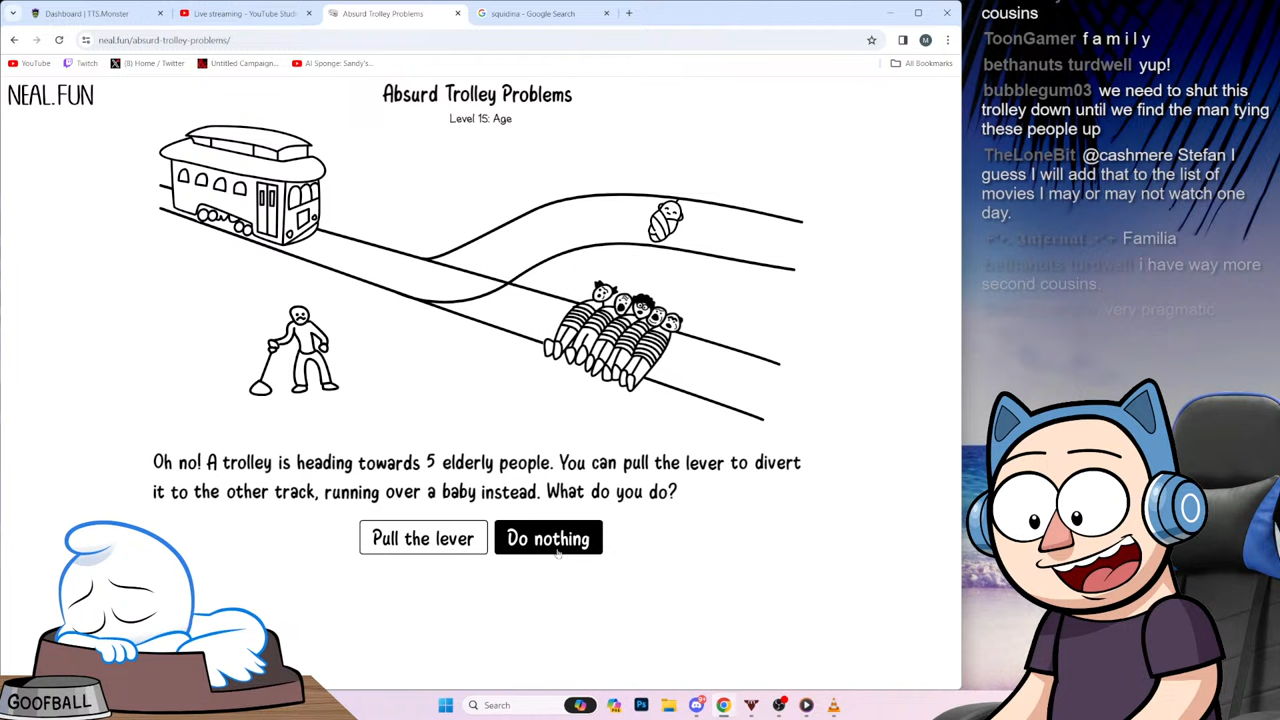 Dashboard | TTS.Monster
Live streaming - YouTube Studi
Absurd Trolley Problems
squidina - Google Search
neal.fun/absurd-trolley-problems/
YouTube
Twitch
(8) Home / Twitter
Untitled Campaign...
AI Sponge: Sandy's...
All Bookmarks
NEAL.FUN
Absurd Trolley Problems
Level 15: Age
Oh no! A trolley is heading towards 5 elderly people. You can pull the lever to divert
it to the other track, running over a baby instead. What do you do?
Pull the lever
Do nothing
GOOFBALL
Search
cousins
ToonGamer f a m i l y
bethanuts turdwell yup!
bubblegum03 we need to shut this
trolley down until we find the man tying
these people up
TheLoneBit @cashmere Stefan I
guess I will add that to the list of
movies I may or may not watch one
day.
Infernal Familia
bethanuts turdwell i have way more
second cousins.
very pragmatic